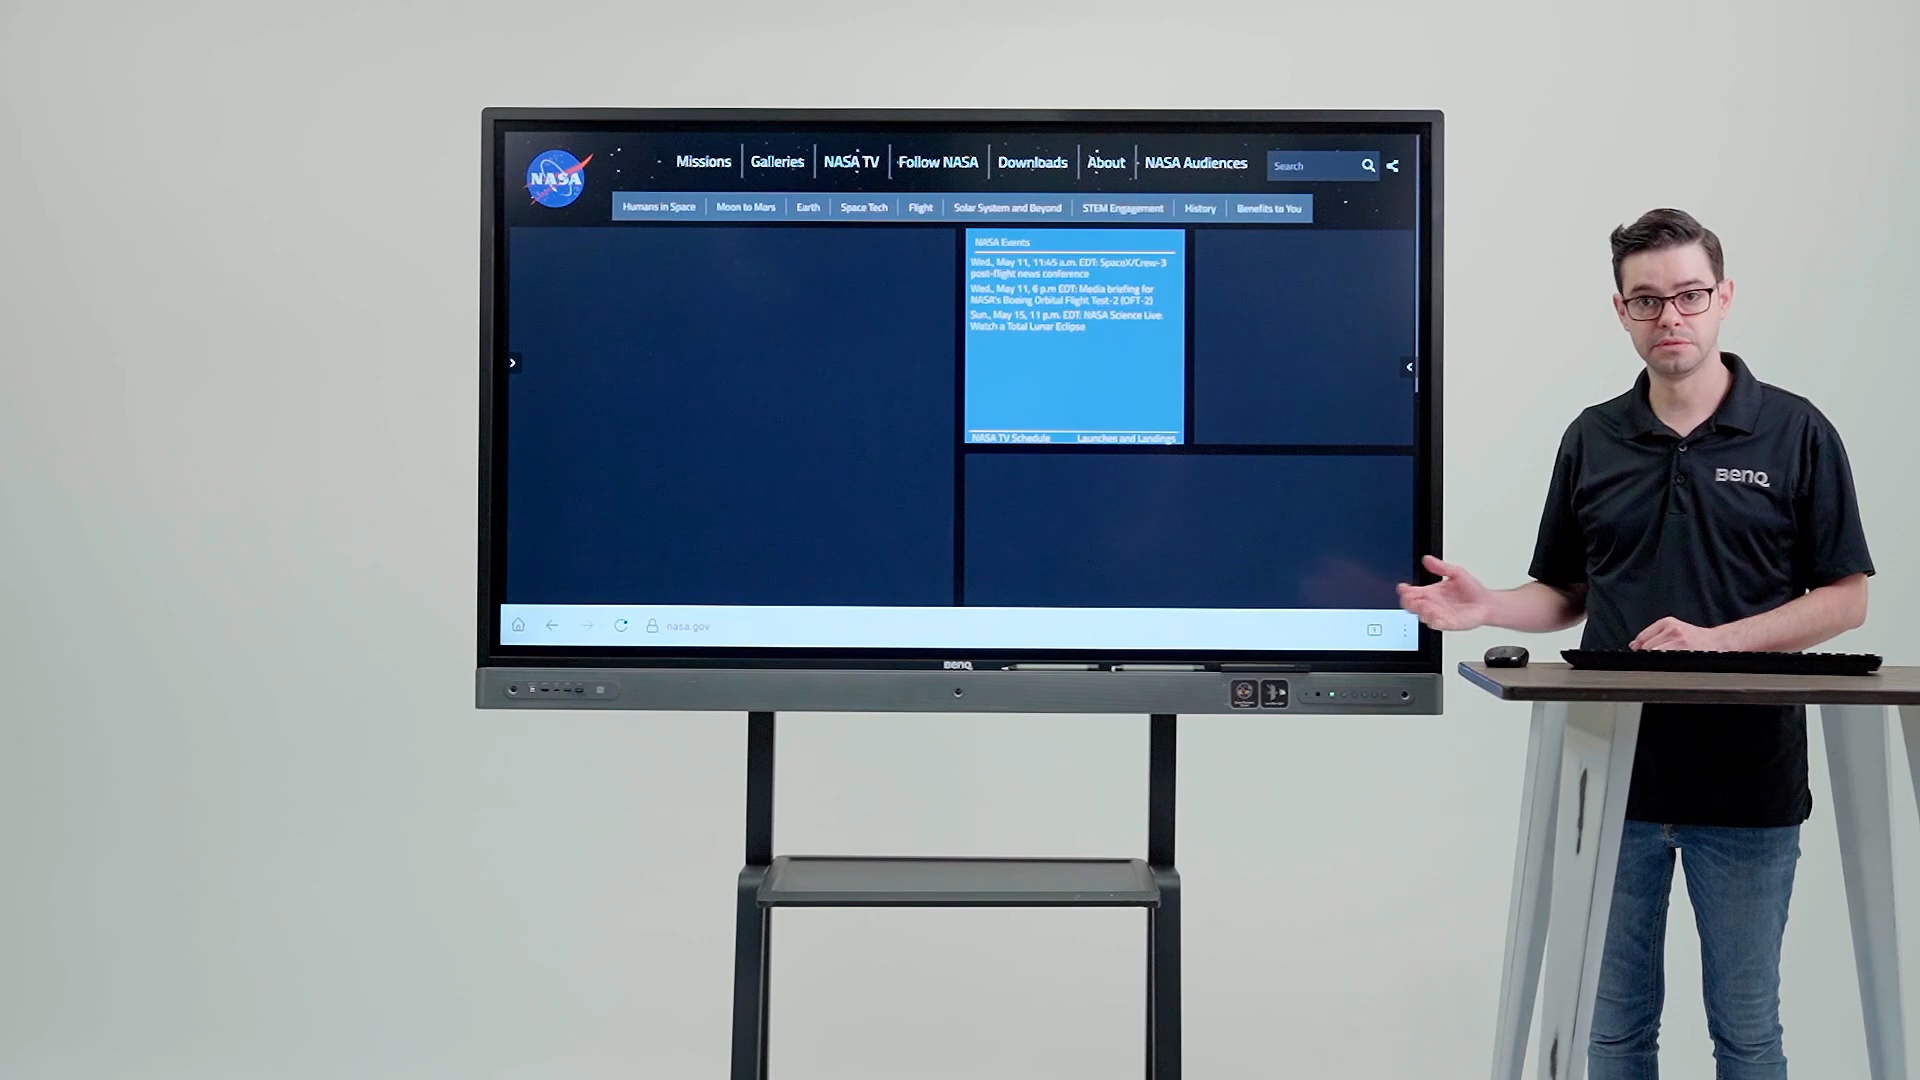 Missions Galleries NASA TV Follow NASA Downloads About NASA Audiences Search
NASA
Humans in Space Moon to Mars Earth Space Tech Flight Solar System and Beyond STEM Engagement History Benefits to You
NASA Events
Wed., May 11, 11:45 a.m. EDT: SpaceX/Crew-3
post-flight news conference
Wed., May 11, 6 p.m EDT: Media briefing for
NASA's Boeing Orbital Flight Test-2 (OFT-2)
Sun., May 15, 11 p.m. EDT: NASA Science Live:
Watch a Total Lunar Eclipse
NASA TV Schedule Launches and Landings
nasa.gov
BenQ
BenQ